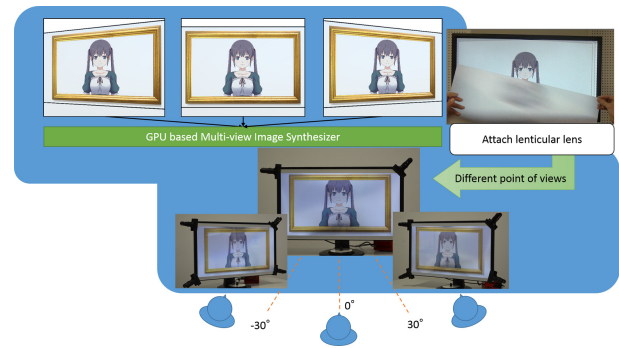 GPU based Multi-view Image Synthesizer
Attach lenticular lens
Different point of views
-30°
0°
30°